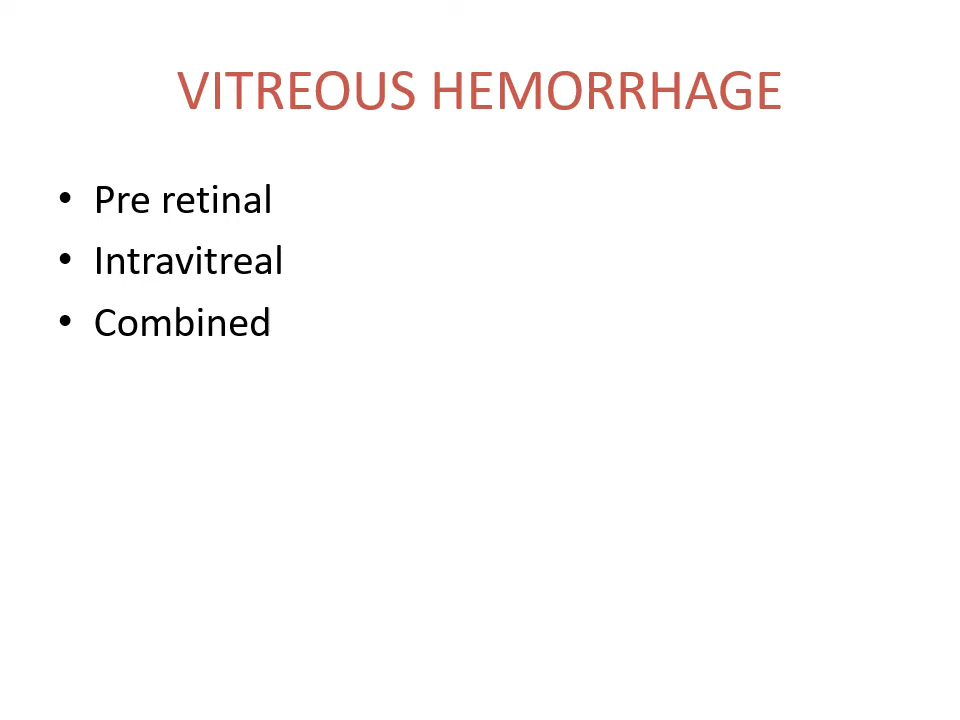 VITREOUS HEMORRHAGE
• Pre retinal
• Intravitreal
• Combined